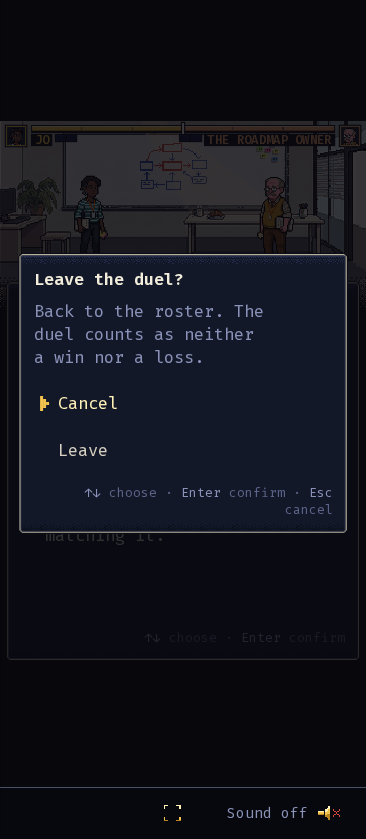 JO
THE ROADMAP OWNER
Leave the duel?
Back to the roster. The
duel counts as neither
a win nor a loss.
Cancel
Leave
↑↓ choose · Enter confirm · Esc
cancel
matching it.
↑↓ choose · Enter confirm
Sound off